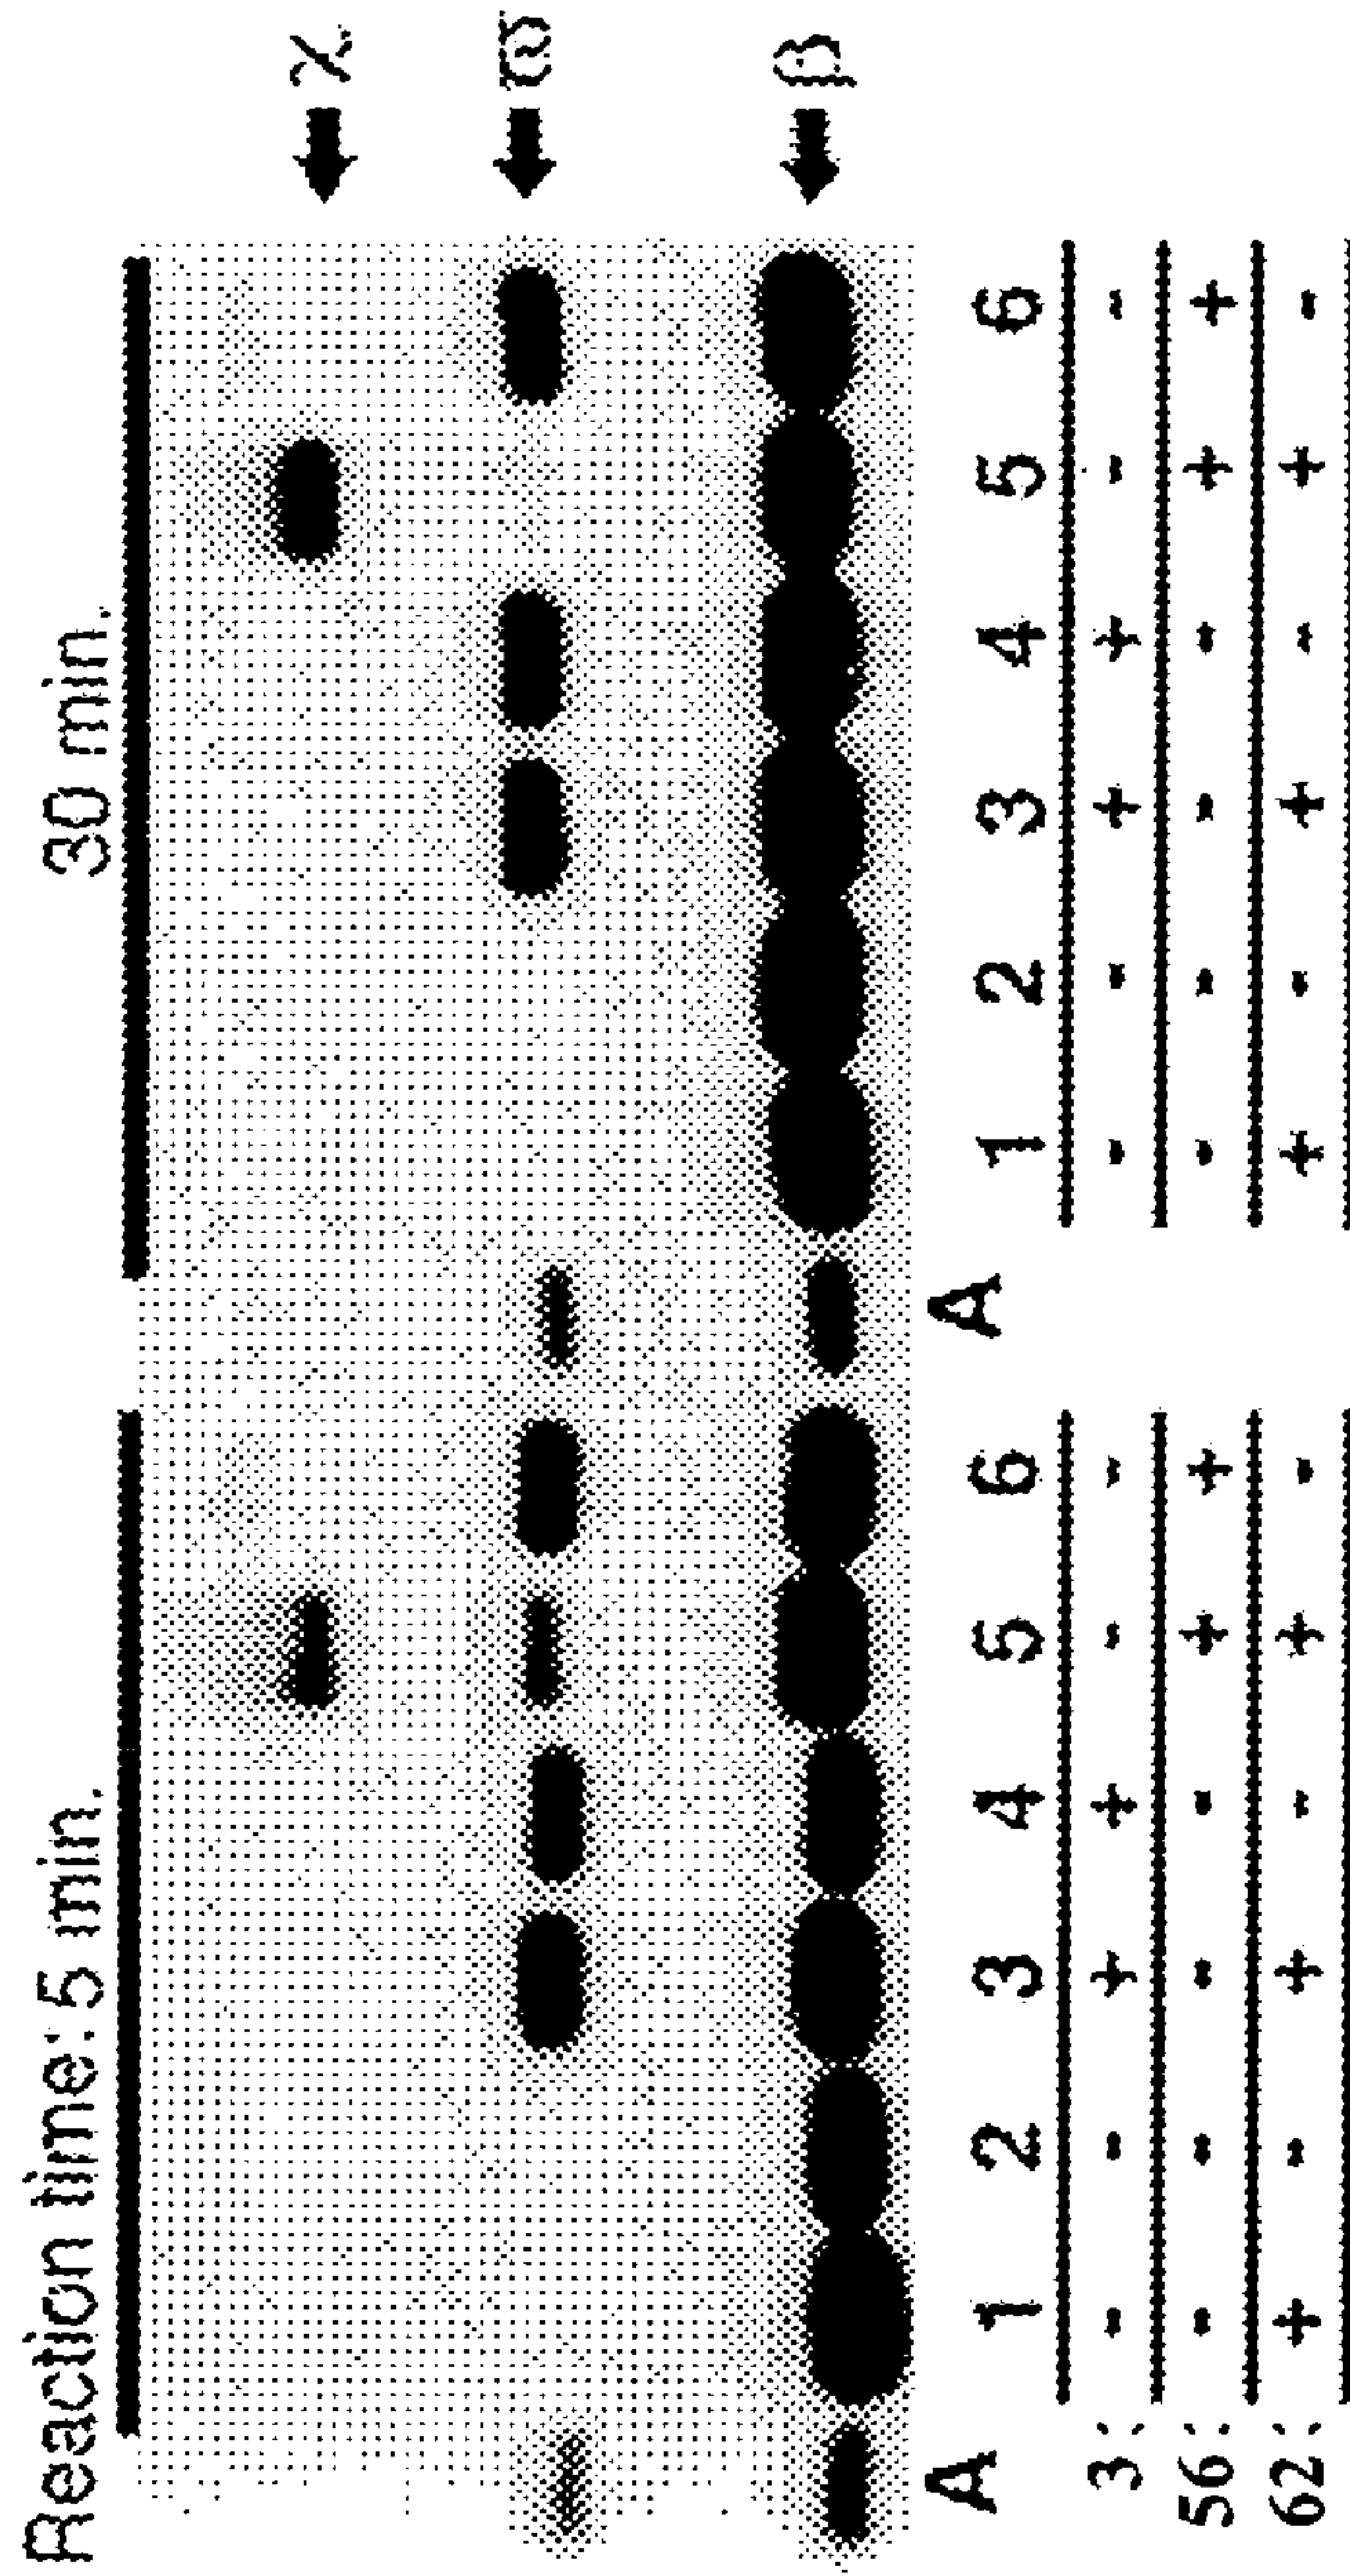 Reaction time: 5 min. 30 min.
χ
β
A 1 2 3 4 5 6 A 1 2 3 4 5 6
3: - - + + - - - - + + - -
56: - - - - + + - - - - + +
62: + - + - + - + - + - + -